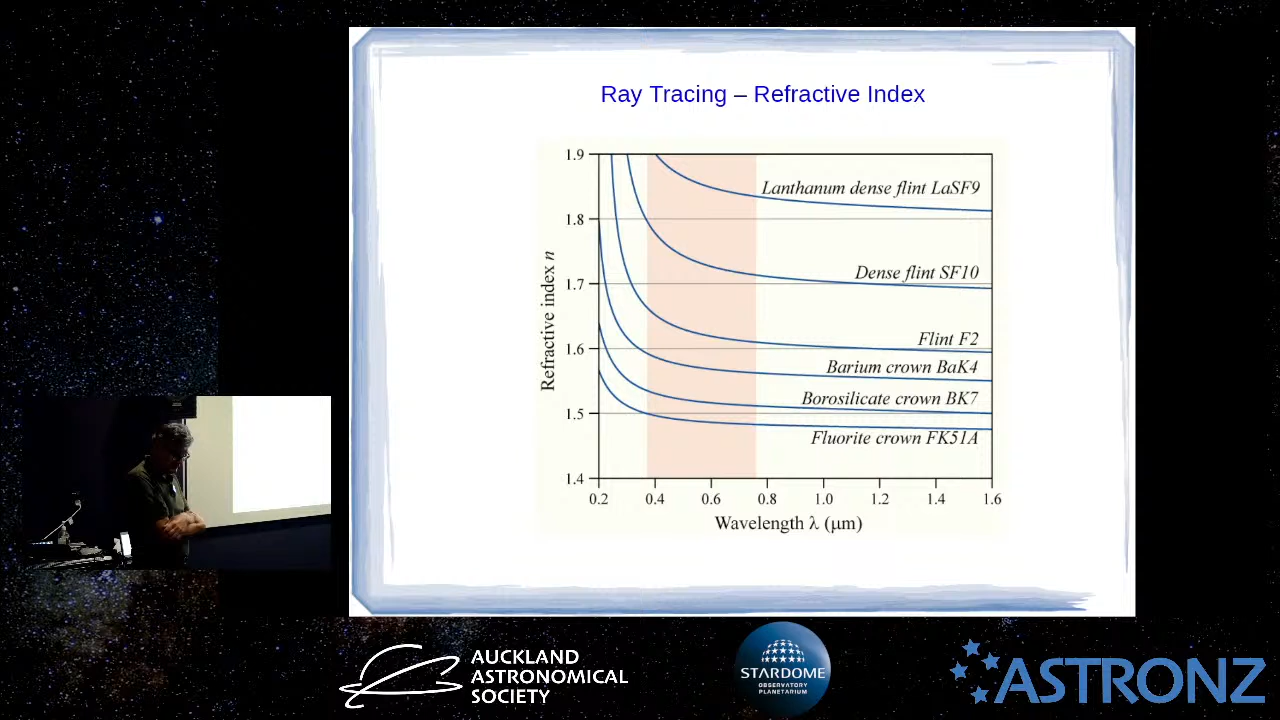 Ray Tracing – Refractive Index
1.9
1.8
1.7
1.6
1.5
1.4
Refractive index n
Lanthanum dense flint LaSF9
Dense flint SF10
Flint F2
Barium crown BaK4
Borosilicate crown BK7
Fluorite crown FK51A
0.2 0.4 0.6 0.8 1.0 1.2 1.4 1.6
Wavelength λ (μm)
AUCKLAND
ASTRONOMICAL
SOCIETY
STARDOME
OBSERVATORY
PLANETARIUM
ASTRONZ